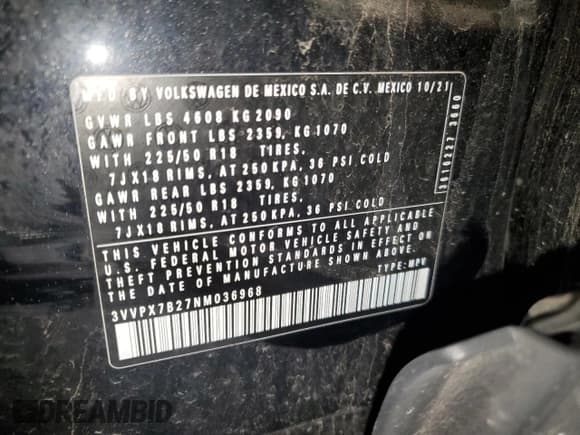 MFD BY VOLKSWAGEN DE MEXICO S.A. DE C.V. MEXICO 10/21
GVWR LBS 4608 KG 2090
GAWR FRONT LBS 2359, KG 1070
WITH 225/50 R18 TIRES,
7JX18 RIMS, AT 250 KPA, 36 PSI COLD
GAWR REAR LBS 2359, KG 1070
WITH 225/50 R18 TIRES,
7JX18 RIMS, AT 250 KPA, 36 PSI COLD
THIS VEHICLE CONFORMS TO ALL APPLICABLE
U.S. FEDERAL MOTOR VEHICLE SAFETY AND
THEFT PREVENTION STANDARDS IN EFFECT ON
THE DATE OF MANUFACTURE SHOWN ABOVE.
3VVPX7B27NM036968 TYPE: MPV
DREAMBID